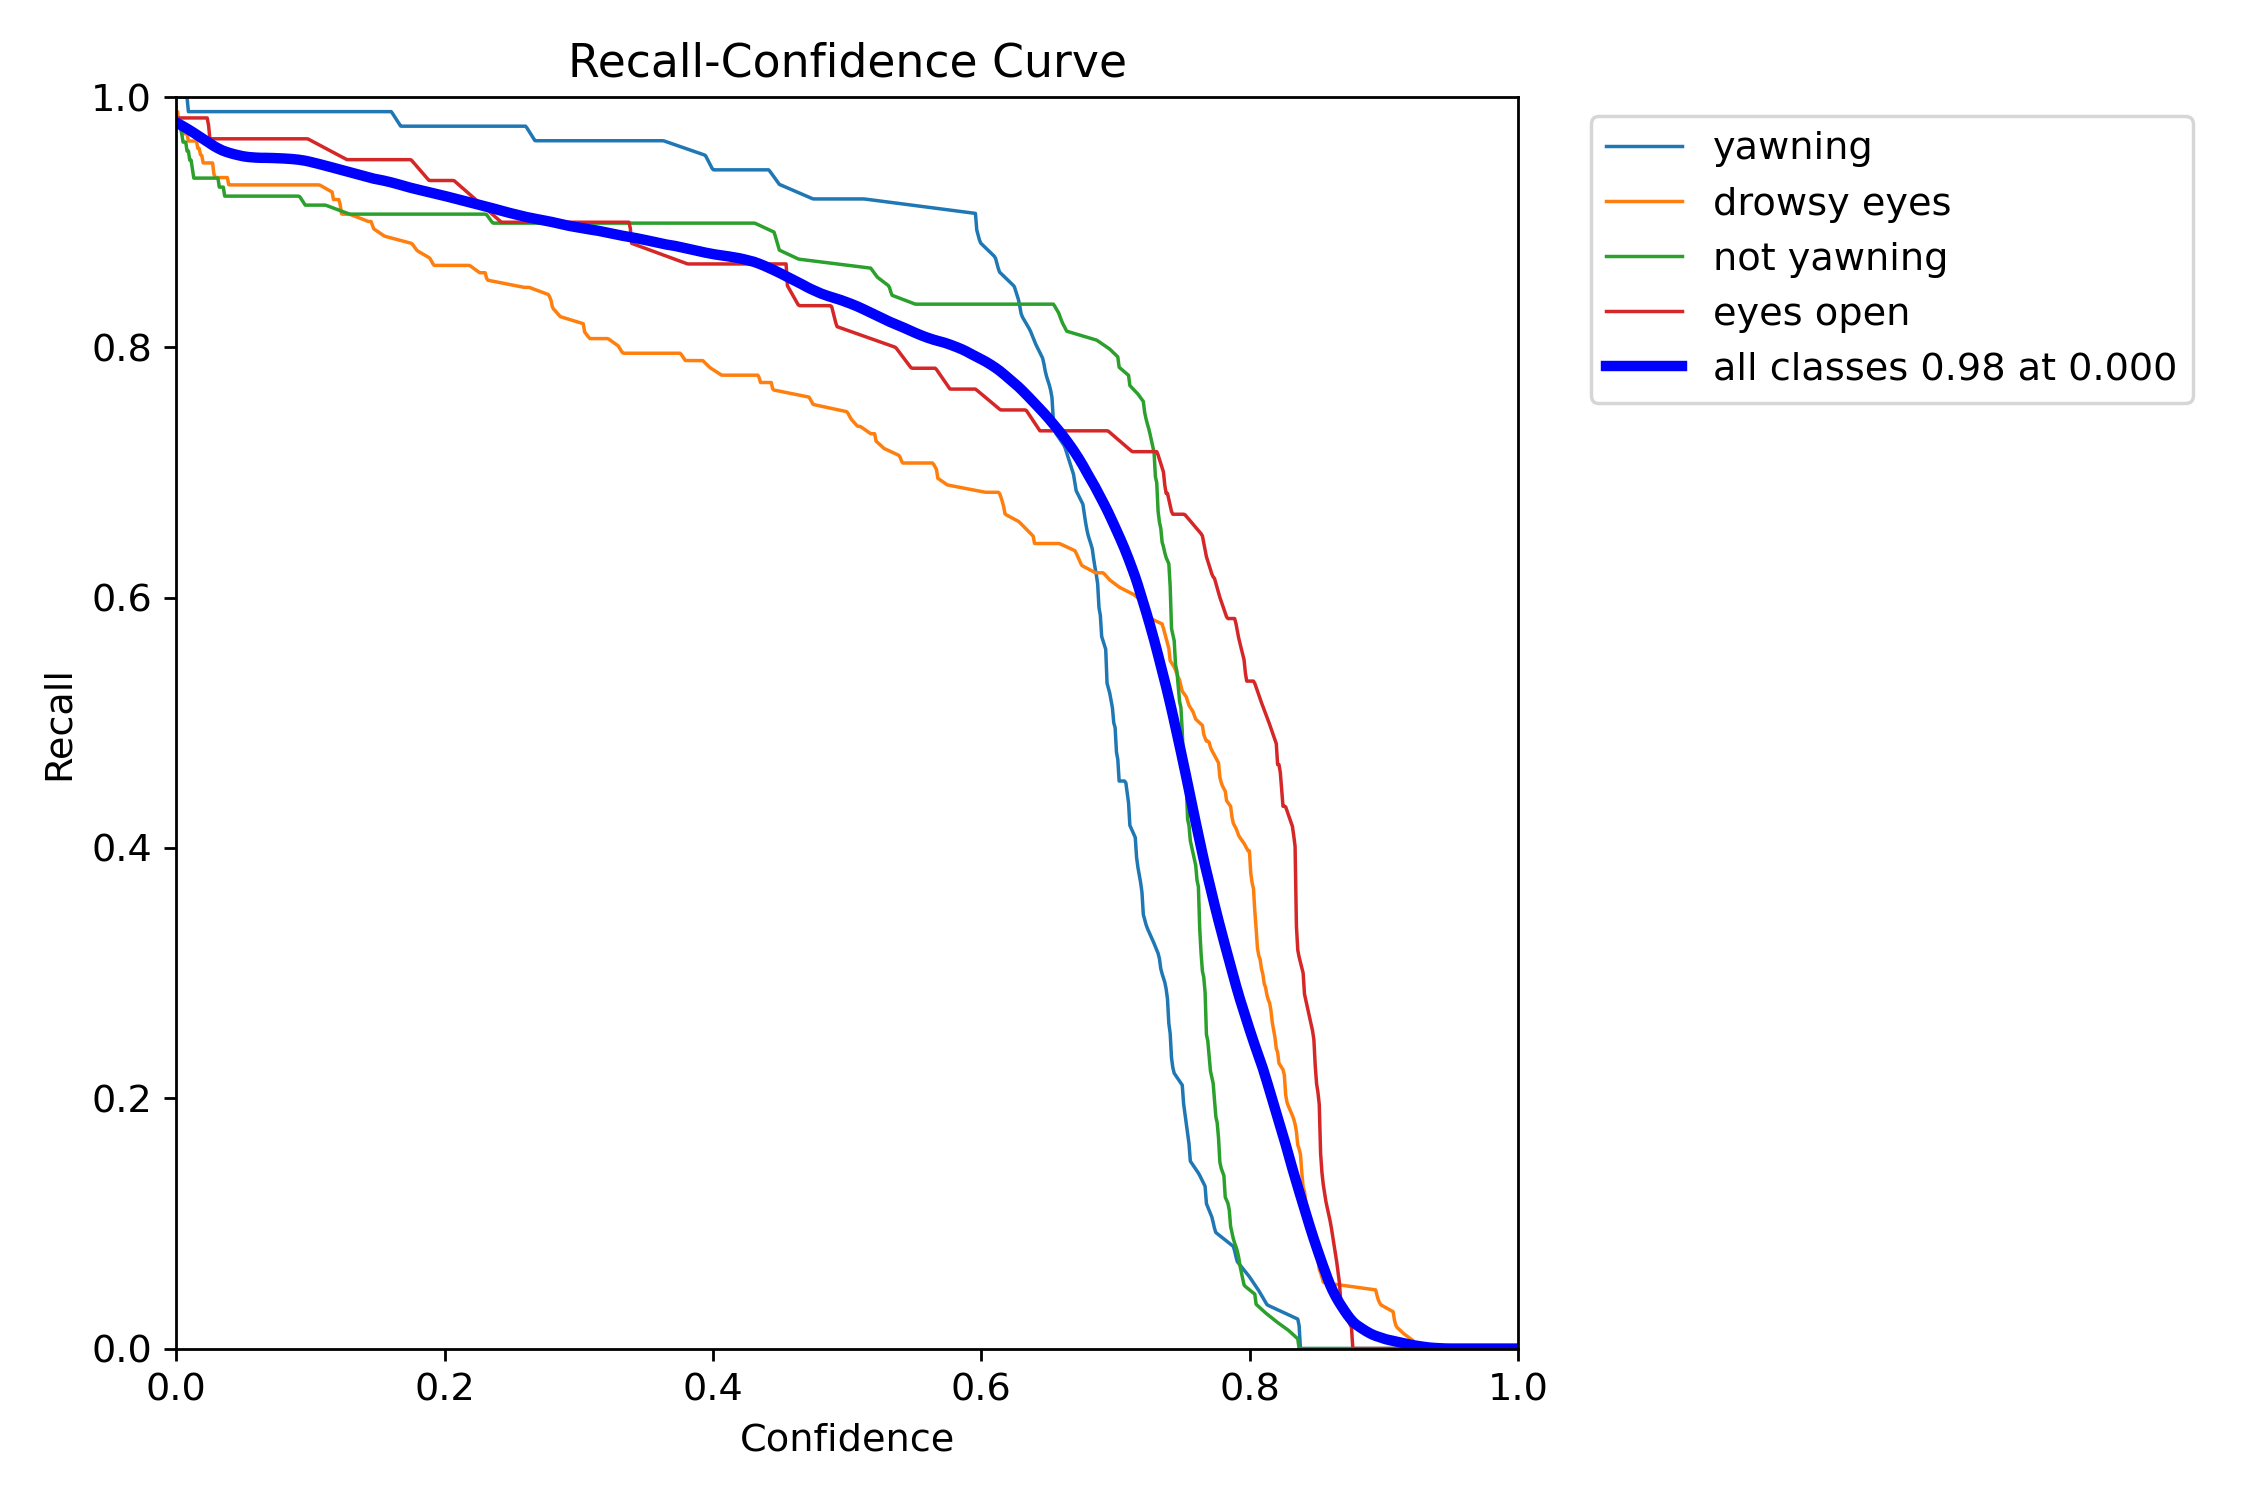 Recall-Confidence Curve
1.0
0.8
0.6
0.4
0.2
0.0
Recall
0.0 0.2 0.4 0.6 0.8 1.0
Confidence
yawning
drowsy eyes
not yawning
eyes open
all classes 0.98 at 0.000